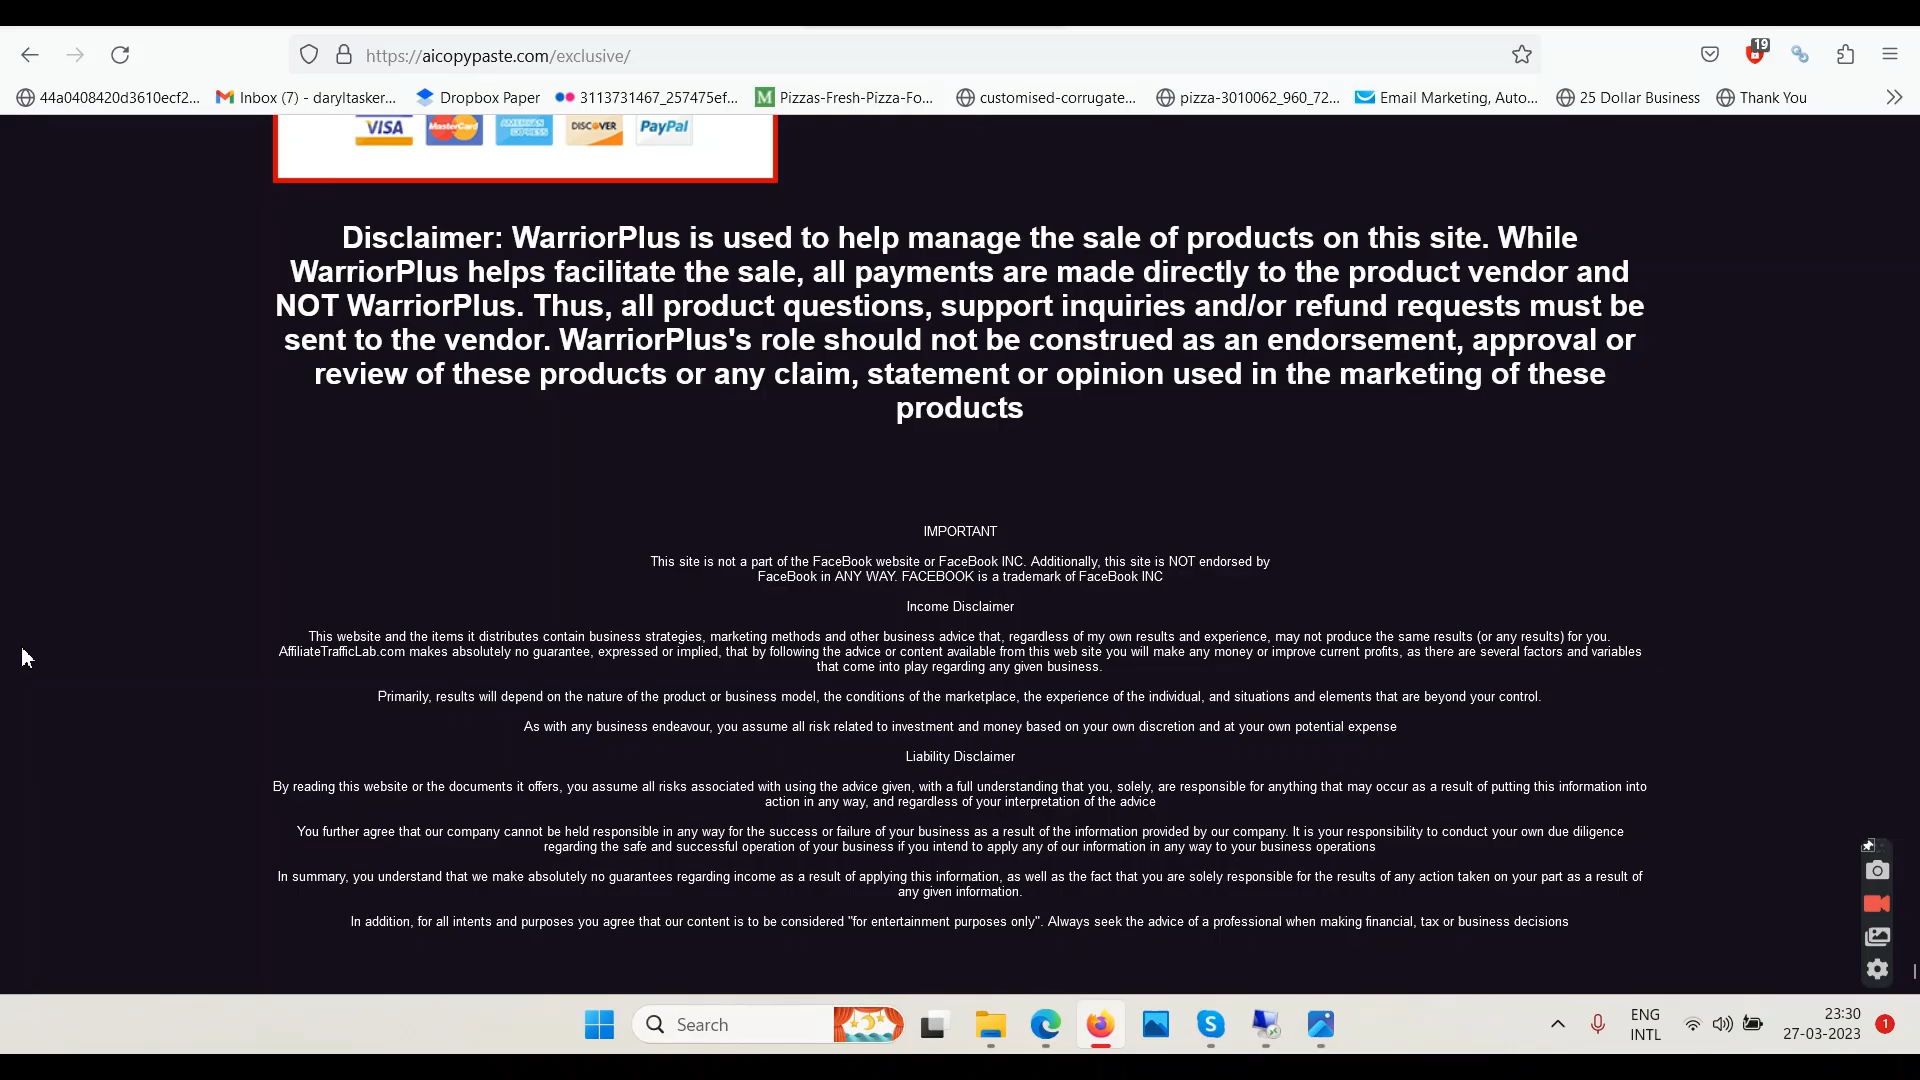 19
https://aicopypaste.com/exclusive/
44a0408420d3610ecf2... Inbox (7) - daryltasker... Dropbox Paper 3113731467_257475ef... Pizzas-Fresh-Pizza-Fo... customised-corrugate... pizza-3010062_960_72... Email Marketing, Auto... 25 Dollar Business Thank You
VISA MasterCard AMERICAN EXPRESS DISCOVER PayPal
Disclaimer: WarriorPlus is used to help manage the sale of products on this site. While
WarriorPlus helps facilitate the sale, all payments are made directly to the product vendor and
NOT WarriorPlus. Thus, all product questions, support inquiries and/or refund requests must be
sent to the vendor. WarriorPlus's role should not be construed as an endorsement, approval or
review of these products or any claim, statement or opinion used in the marketing of these
products
IMPORTANT
This site is not a part of the FaceBook website or FaceBook INC. Additionally, this site is NOT endorsed by
FaceBook in ANY WAY. FACEBOOK is a trademark of FaceBook INC
Income Disclaimer
This website and the items it distributes contain business strategies, marketing methods and other business advice that, regardless of my own results and experience, may not produce the same results (or any results) for you.
AffiliateTrafficLab.com makes absolutely no guarantee, expressed or implied, that by following the advice or content available from this web site you will make any money or improve current profits, as there are several factors and variables
that come into play regarding any given business.
Primarily, results will depend on the nature of the product or business model, the conditions of the marketplace, the experience of the individual, and situations and elements that are beyond your control.
As with any business endeavour, you assume all risk related to investment and money based on your own discretion and at your own potential expense
Liability Disclaimer
By reading this website or the documents it offers, you assume all risks associated with using the advice given, with a full understanding that you, solely, are responsible for anything that may occur as a result of putting this information into
action in any way, and regardless of your interpretation of the advice
You further agree that our company cannot be held responsible in any way for the success or failure of your business as a result of the information provided by our company. It is your responsibility to conduct your own due diligence
regarding the safe and successful operation of your business if you intend to apply any of our information in any way to your business operations
In summary, you understand that we make absolutely no guarantees regarding income as a result of applying this information, as well as the fact that you are solely responsible for the results of any action taken on your part as a result of
any given information.
In addition, for all intents and purposes you agree that our content is to be considered "for entertainment purposes only". Always seek the advice of a professional when making financial, tax or business decisions
Search
ENG
INTL
23:30
27-03-2023
1